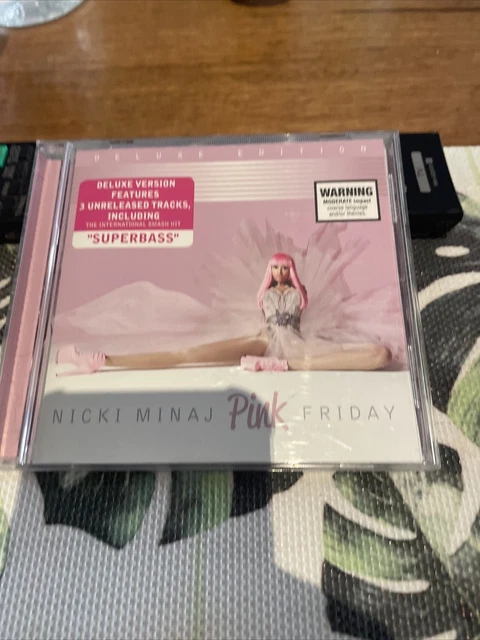 DELUXE EDITION
DELUXE VERSION
FEATURES
3 UNRELEASED TRACKS,
INCLUDING
THE INTERNATIONAL SMASH HIT
"SUPERBASS"
WARNING
MODERATE impact
coarse language
and/or themes
NICKI MINAJ Pink FRIDAY